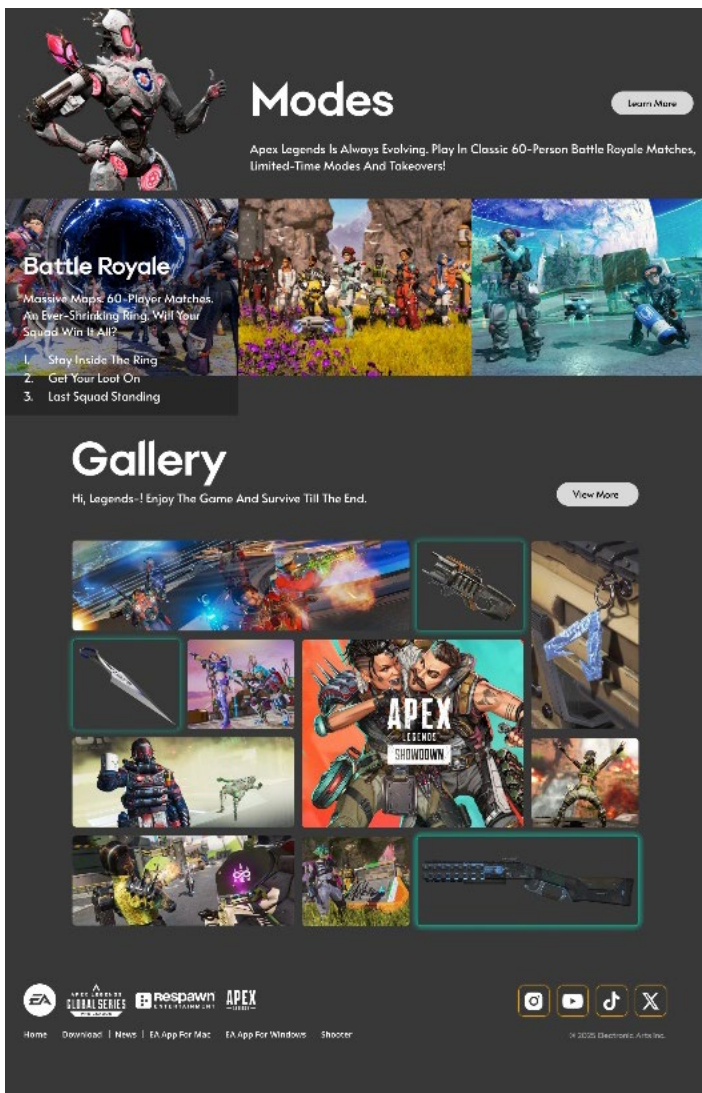 Modes
Learn More
Apex Legends Is Always Evolving. Play In Classic 60-Person Battle Royale Matches,
Limited-Time Modes And Takeovers!
Battle Royale
Massive Maps. 60-Player Matches.
An Ever-Shrinking Ring. Will Your
Squad Win It All?
1. Stay Inside The Ring
2. Get Your Loot On
3. Last Squad Standing
Gallery
Hi, Legends-! Enjoy The Game And Survive Till The End.
View More
APEX
LEGENDS
SHOWDOWN
EA
APEX LEGENDS
GLOBAL SERIES
Respawn
ENTERTAINMENT
APEX
LEGENDS
Home Download | News | EA App For Mac EA App For Windows Shooter
© 2025 Electronic Arts Inc.